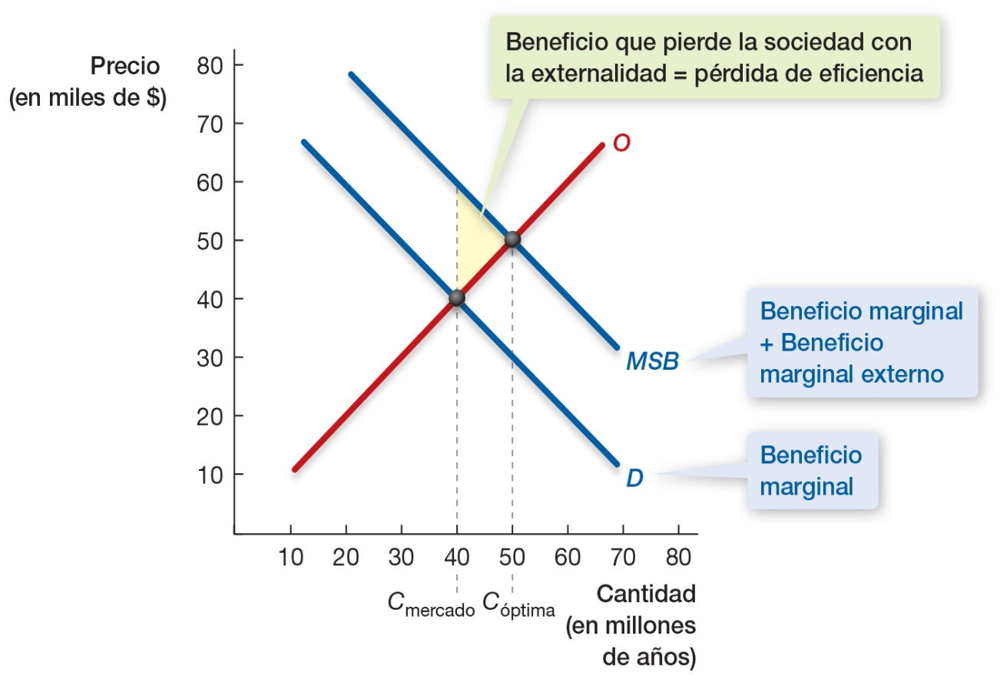 Beneficio que pierde la sociedad con
la externalidad = pérdida de eficiencia
Precio
(en miles de $)
80
70
60
50
40
30
20
10
O
MSB
D
Beneficio marginal
+ Beneficio
marginal externo
Beneficio
marginal
10 20 30 40 50 60 70 80
Cmercado Cóptima
Cantidad
(en millones
de años)